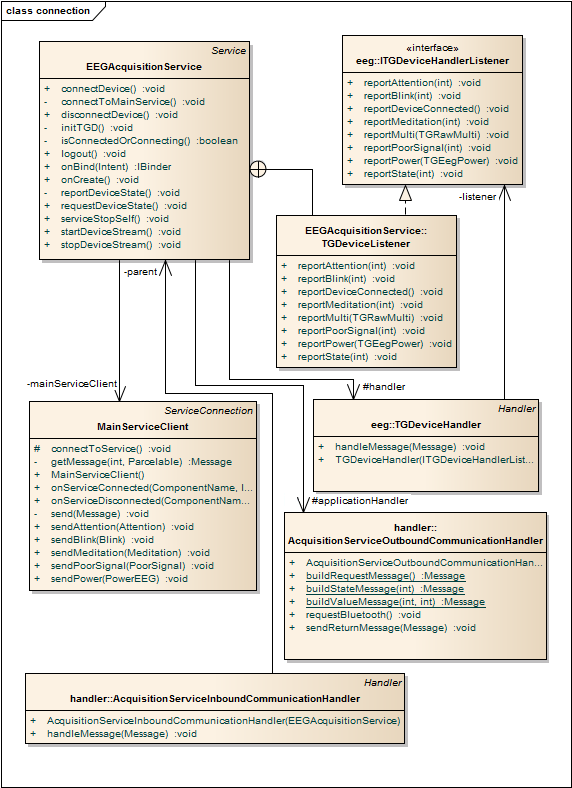 class connection
Service
EEGAcquisitionService
+ connectDevice() :void
- connectToMainService() :void
+ disconnectDevice() :void
- initTGD() :void
- isConnectedOrConnecting() :boolean
+ logout() :void
+ onBind(Intent) :IBinder
+ onCreate() :void
- reportDeviceState() :void
+ requestDeviceState() :void
+ serviceStopSelf() :void
+ startDeviceStream() :void
+ stopDeviceStream() :void
«interface»
eeg::ITGDeviceHandlerListener
+ reportAttention(int) :void
+ reportBlink(int) :void
+ reportDeviceConnected() :void
+ reportMeditation(int) :void
+ reportMulti(TGRawMulti) :void
+ reportPoorSignal(int) :void
+ reportPower(TGEegPower) :void
+ reportState(int) :void
-listener
EEGAcquisitionService::
TGDeviceListener
+ reportAttention(int) :void
+ reportBlink(int) :void
+ reportDeviceConnected() :void
+ reportMeditation(int) :void
+ reportMulti(TGRawMulti) :void
+ reportPoorSignal(int) :void
+ reportPower(TGEegPower) :void
+ reportState(int) :void
-parent
-mainServiceClient
#handler
ServiceConnection
MainServiceClient
# connectToService() :void
- getMessage(int, Parcelable) :Message
+ MainServiceClient()
+ onServiceConnected(ComponentName, I...
+ onServiceDisconnected(ComponentNam...
- send(Message) :void
+ sendAttention(Attention) :void
+ sendBlink(Blink) :void
+ sendMeditation(Meditation) :void
+ sendPoorSignal(PoorSignal) :void
+ sendPower(PowerEEG) :void
Handler
eeg::TGDeviceHandler
+ handleMessage(Message) :void
+ TGDeviceHandler(ITGDeviceHandlerList...
#applicationHandler
handler::
AcquisitionServiceOutboundCommunicationHandler
+ AcquisitionServiceOutboundCommunicationHan...
+ buildRequestMessage() :Message
+ buildStateMessage(int) :Message
+ buildValueMessage(int, int) :Message
+ requestBluetooth() :void
+ sendReturnMessage(Message) :void
Handler
handler::AcquisitionServiceInboundCommunicationHandler
+ AcquisitionServiceInboundCommunicationHandler(EEGAcquisitionService)
+ handleMessage(Message) :void